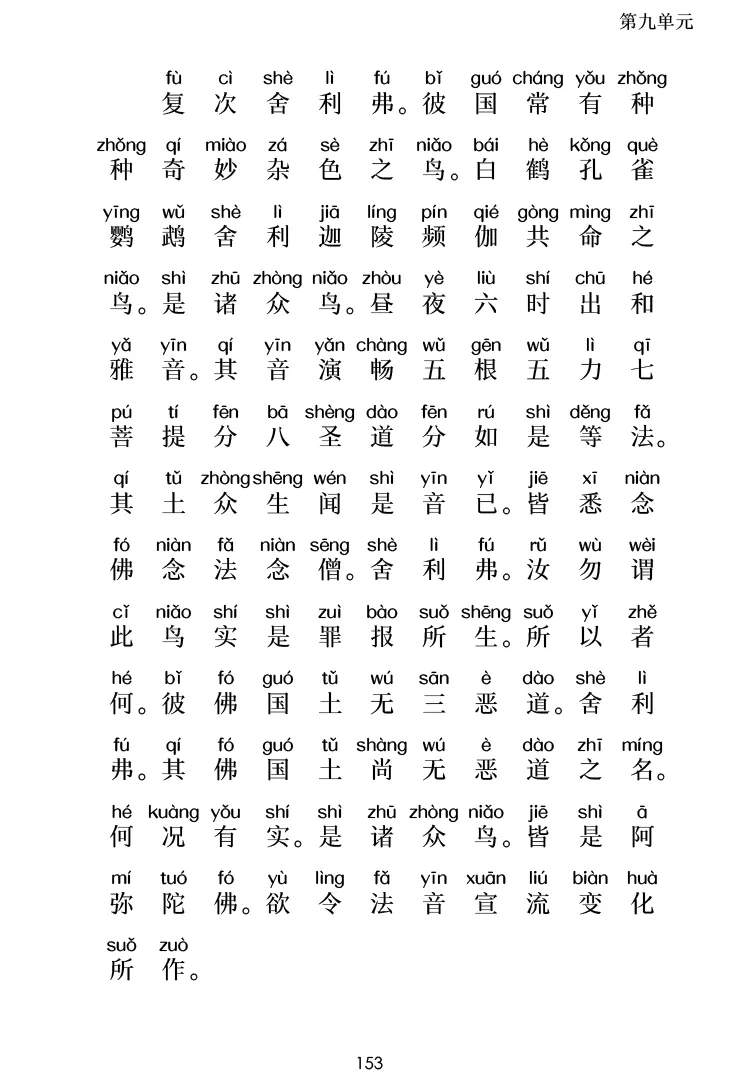 第九单元
fù cì shè lì fú bǐ guó cháng yǒu zhǒng
复次舍利弗。彼国常有种
zhǒng qí miào zá sè zhī niǎo bái hè kǒng què
种奇妙杂色之鸟。白鹤孔雀
yīng wǔ shè lì jiā líng pín qié gòng mìng zhī
鹦鹉舍利迦陵频伽共命之
niǎo shì zhū zhòng niǎo zhòu yè liù shí chū hé
鸟。是诸众鸟。昼夜六时出和
yǎ yīn qí yīn yǎn chàng wǔ gēn wǔ lì qī
雅音。其音演畅五根五力七
pú tí fēn bā shèng dào fēn rú shì děng fǎ
菩提分八圣道分如是等法。
qí tǔ zhòng shēng wén shì yīn yǐ jiē xī niàn
其土众生闻是音已。皆悉念
fó niàn fǎ niàn sēng shè lì fú rǔ wù wèi
佛念法念僧。舍利弗。汝勿谓
cǐ niǎo shí shì zuì bào suǒ shēng suǒ yǐ zhě
此鸟实是罪报所生。所以者
hé bǐ fó guó tǔ wú sān è dào shè lì
何。彼佛国土无三恶道。舍利
fú qí fó guó tǔ shàng wú è dào zhī míng
弗。其佛国土尚无恶道之名。
hé kuàng yǒu shí shì zhū zhòng niǎo jiē shì ā
何况有实。是诸众鸟。皆是阿
mí tuó fó yù lìng fǎ yīn xuān liú biàn huà
弥陀佛。欲令法音宣流变化
suǒ zuò
所作。
153